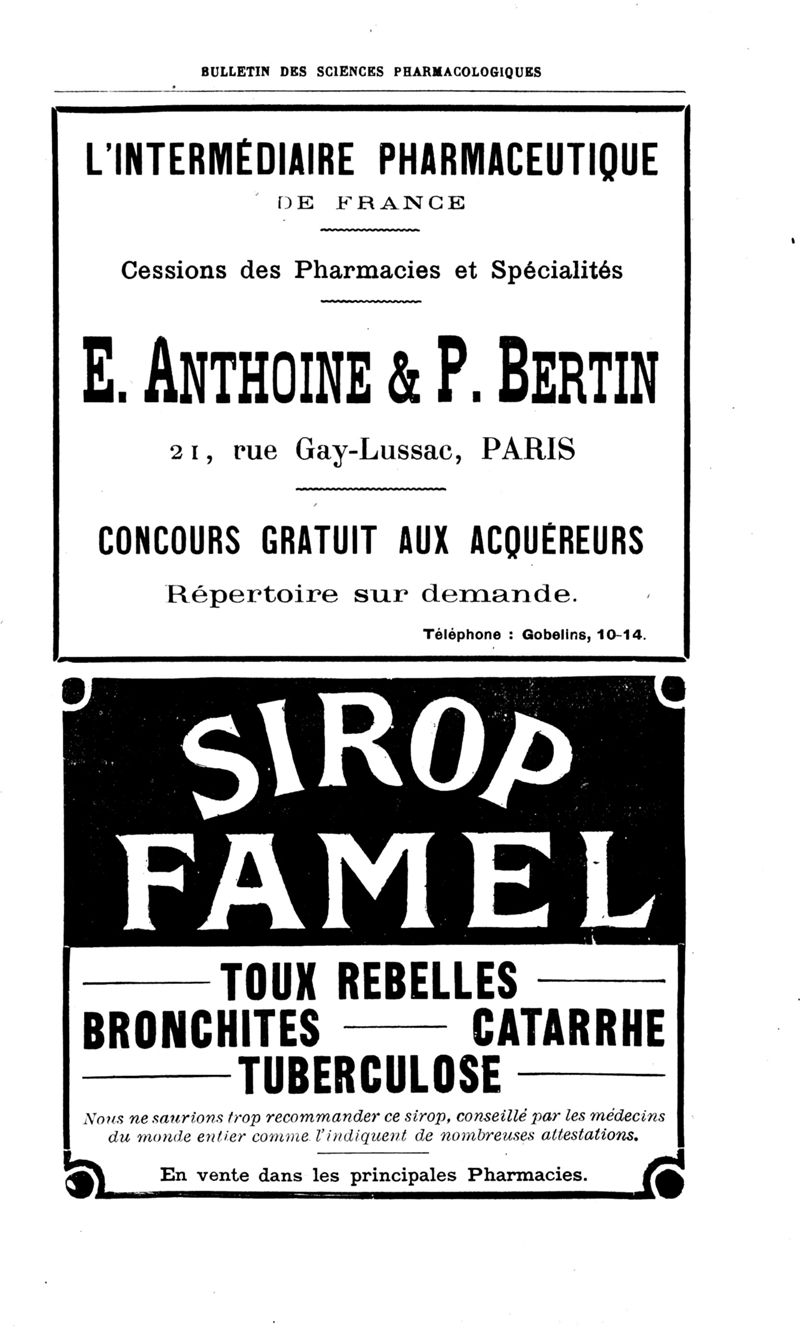 BULLETIN DES SCIENCES PHARMACOLOGIQUES
L'INTERMÉDIAIRE PHARMACEUTIQUE
DE FRANCE
Cessions des Pharmacies et Spécialités
E. ANTHOINE & P. BERTIN
21, rue Gay-Lussac, PARIS
CONCOURS GRATUIT AUX ACQUÉREURS
Répertoire sur demande.
Téléphone : Gobelins, 10-14.
SIROP
FAMEL
TOUX REBELLES
BRONCHITES — CATARRHE
TUBERCULOSE
Nous ne saurions trop recommander ce sirop, conseillé par les médecins
du monde entier comme l'indiquent de nombreuses attestations.
En vente dans les principales Pharmacies.